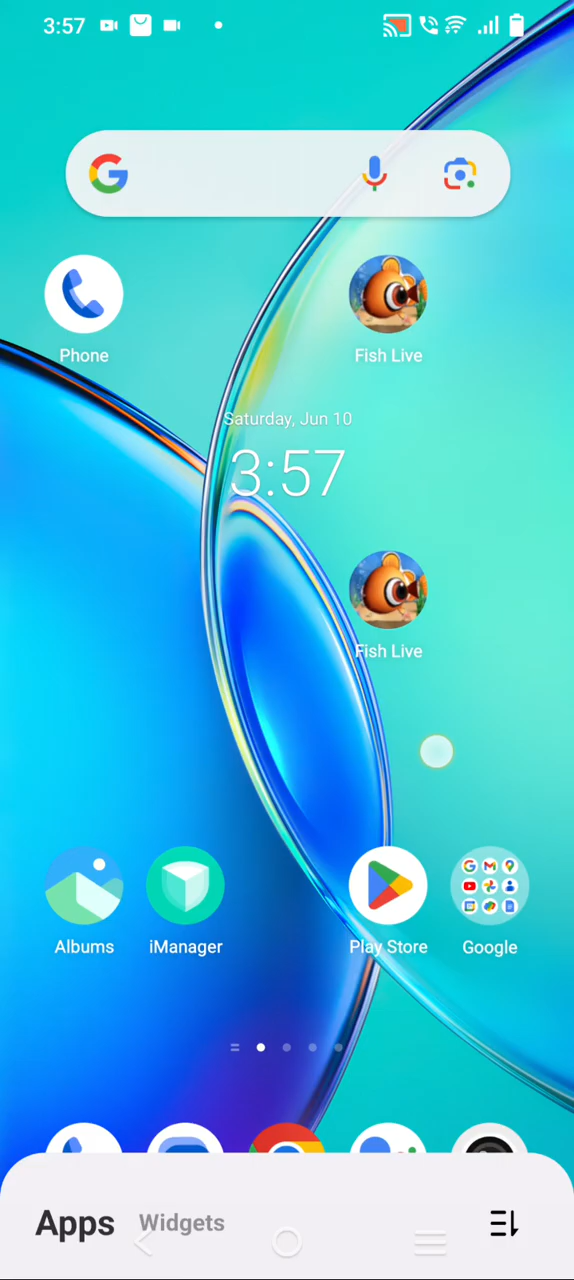 3:57
Phone
Fish Live
Saturday, Jun 10
3:57
Fish Live
Albums
iManager
Play Store
Google
Apps
Widgets